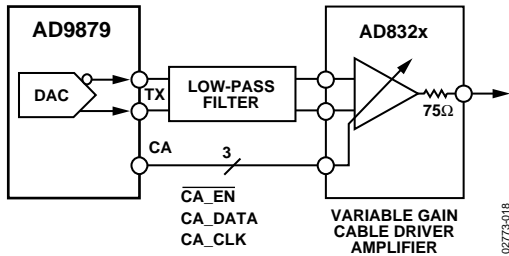 AD9879
DAC
TX
LOW-PASS
FILTER
AD832x
75Ω
CA
3
CA_EN
CA_DATA
CA_CLK
VARIABLE GAIN
CABLE DRIVER
AMPLIFIER
02773-018